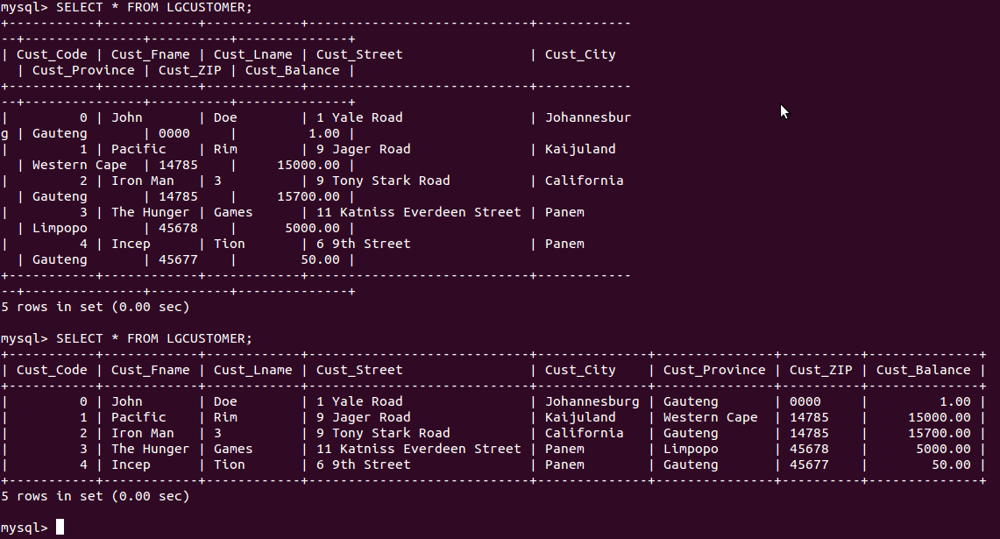 mysql> SELECT * FROM LGCUSTOMER;
+-----------+------------+------------+----------------------------+------------
--+---------------+----------+--------------+
| Cust_Code | Cust_Fname | Cust_Lname | Cust_Street                | Cust_City
  | Cust_Province | Cust_ZIP | Cust_Balance |
+-----------+------------+------------+----------------------------+------------
--+---------------+----------+--------------+
|         0 | John       | Doe        | 1 Yale Road                | Johannesbur
g | Gauteng       | 0000     |         1.00 |
|         1 | Pacific    | Rim        | 9 Jager Road               | Kaijuland
  | Western Cape  | 14785    |     15000.00 |
|         2 | Iron Man   | 3          | 9 Tony Stark Road          | California
  | Gauteng       | 14785    |     15700.00 |
|         3 | The Hunger | Games      | 11 Katniss Everdeen Street | Panem
  | Limpopo       | 45678    |      5000.00 |
|         4 | Incep      | Tion       | 6 9th Street               | Panem
  | Gauteng       | 45677    |        50.00 |
+-----------+------------+------------+----------------------------+------------
--+---------------+----------+--------------+
5 rows in set (0.00 sec)

mysql> SELECT * FROM LGCUSTOMER;
+-----------+------------+------------+----------------------------+--------------+---------------+----------+--------------+
| Cust_Code | Cust_Fname | Cust_Lname | Cust_Street                | Cust_City    | Cust_Province | Cust_ZIP | Cust_Balance |
+-----------+------------+------------+----------------------------+--------------+---------------+----------+--------------+
|         0 | John       | Doe        | 1 Yale Road                | Johannesburg | Gauteng       | 0000     |         1.00 |
|         1 | Pacific    | Rim        | 9 Jager Road               | Kaijuland    | Western Cape  | 14785    |     15000.00 |
|         2 | Iron Man   | 3          | 9 Tony Stark Road          | California   | Gauteng       | 14785    |     15700.00 |
|         3 | The Hunger | Games      | 11 Katniss Everdeen Street | Panem        | Limpopo       | 45678    |      5000.00 |
|         4 | Incep      | Tion       | 6 9th Street               | Panem        | Gauteng       | 45677    |        50.00 |
+-----------+------------+------------+----------------------------+--------------+---------------+----------+--------------+
5 rows in set (0.00 sec)

mysql>